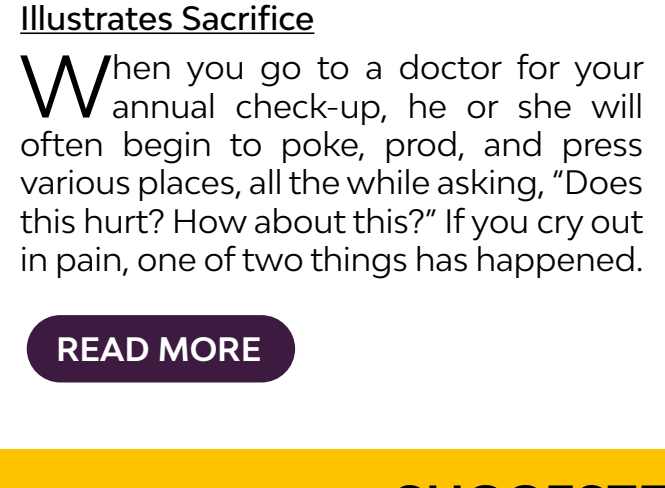 Illustrates Sacrifice
When you go to a doctor for your
annual check-up, he or she will
often begin to poke, prod, and press
various places, all the while asking, “Does
this hurt? How about this?” If you cry out
in pain, one of two things has happened.
READ MORE